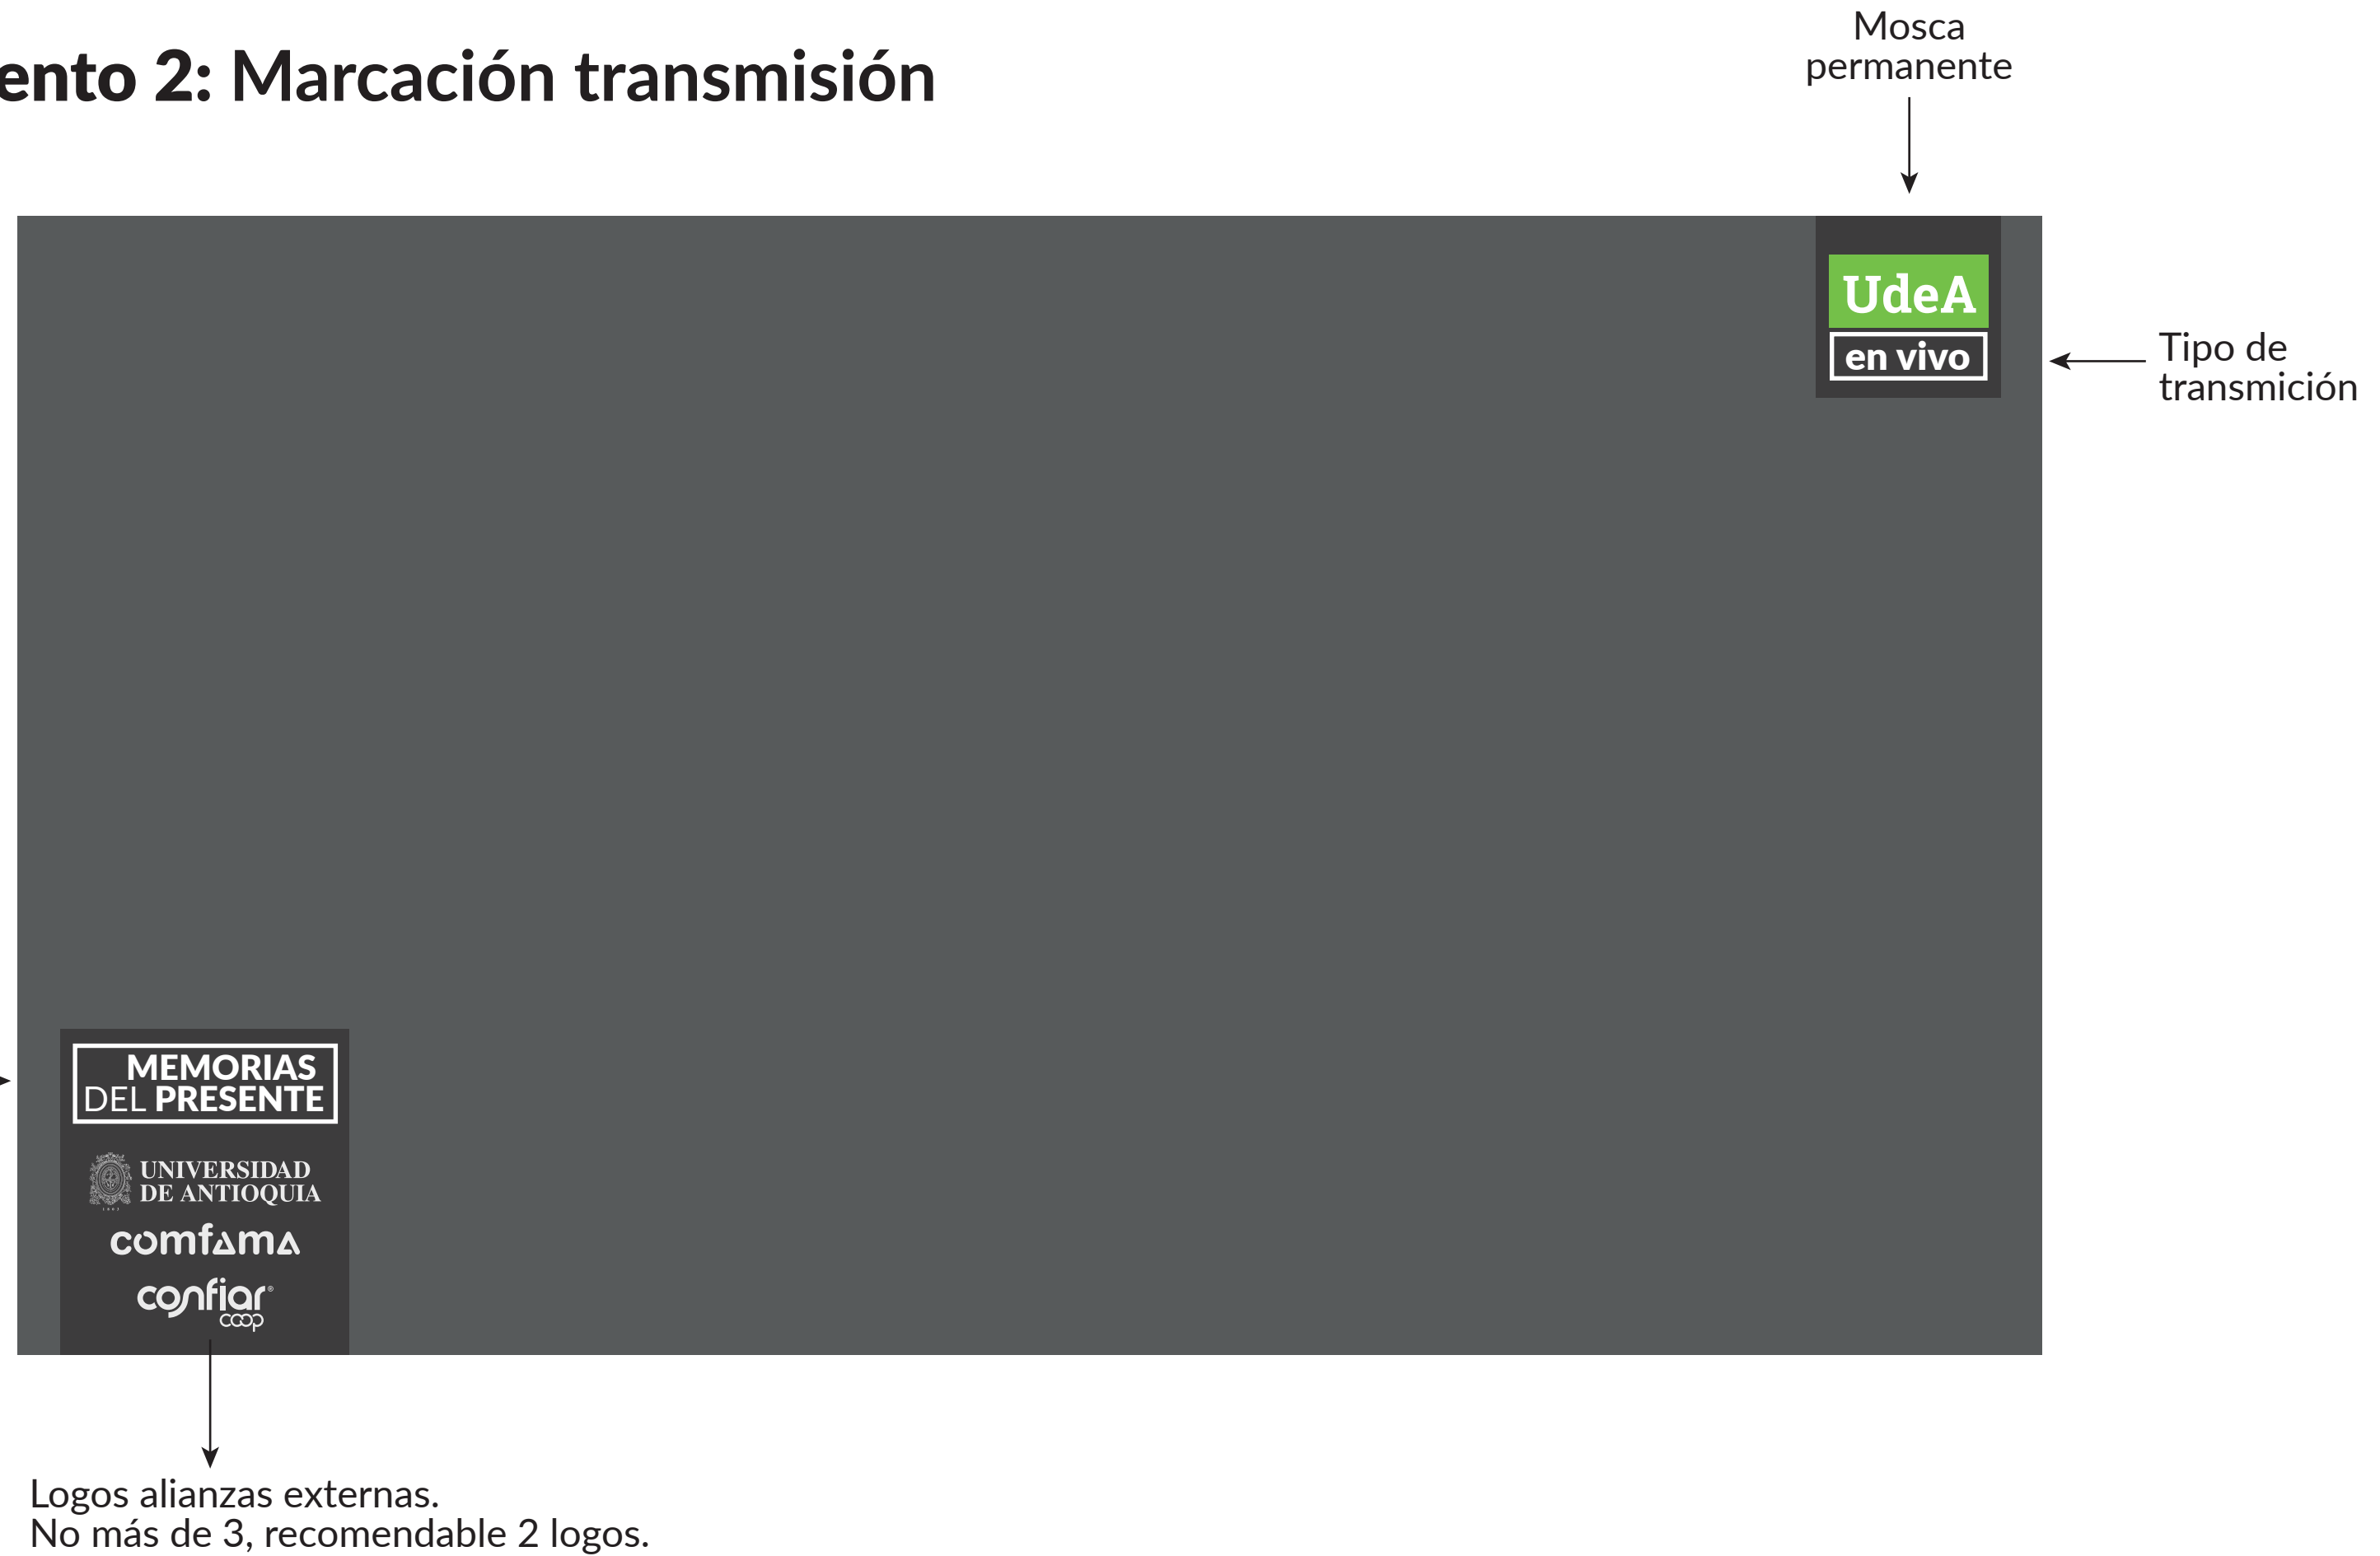 ento 2: Marcación transmisión
Mosca
permanente
UdeA
en vivo
Tipo de
transmición
MEMORIAS
DEL PRESENTE
UNIVERSIDAD
DE ANTIOQUIA
1803
comfama
confiar®
coop
Logos alianzas externas.
No más de 3, recomendable 2 logos.